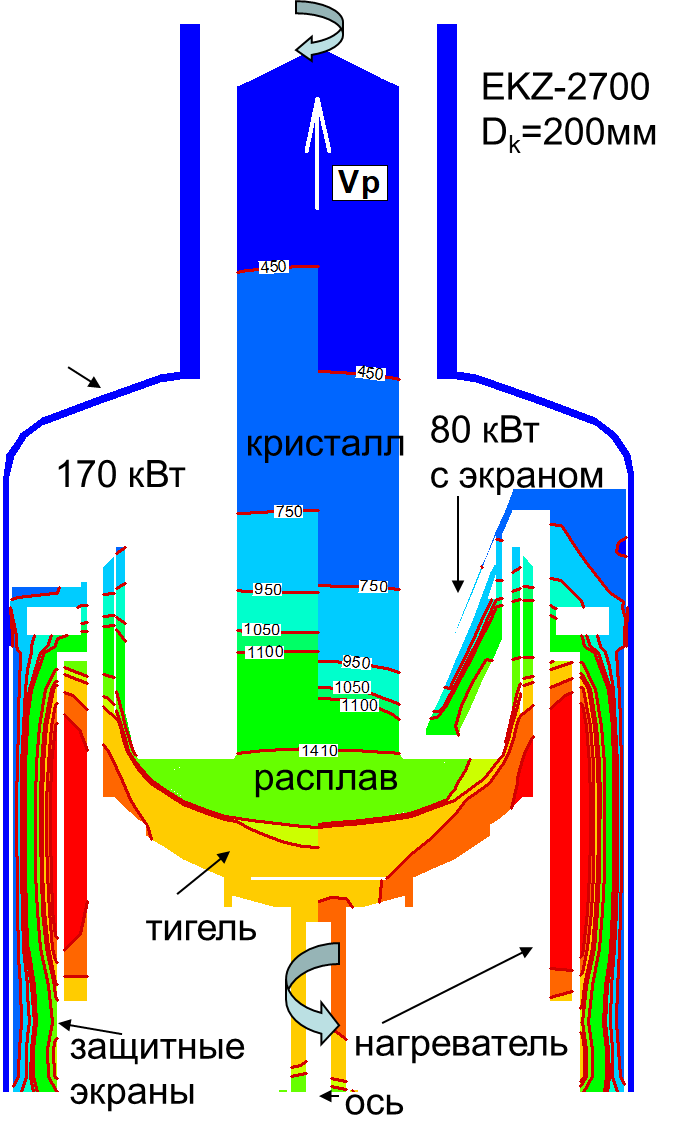 EKZ-2700
Dk=200мм
Vp
450
450
кристалл
80 кВт
с экраном
170 кВт
750
750
950
1050
1100
950
1050
1100
1410
расплав
тигель
нагреватель
защитные
экраны
ось